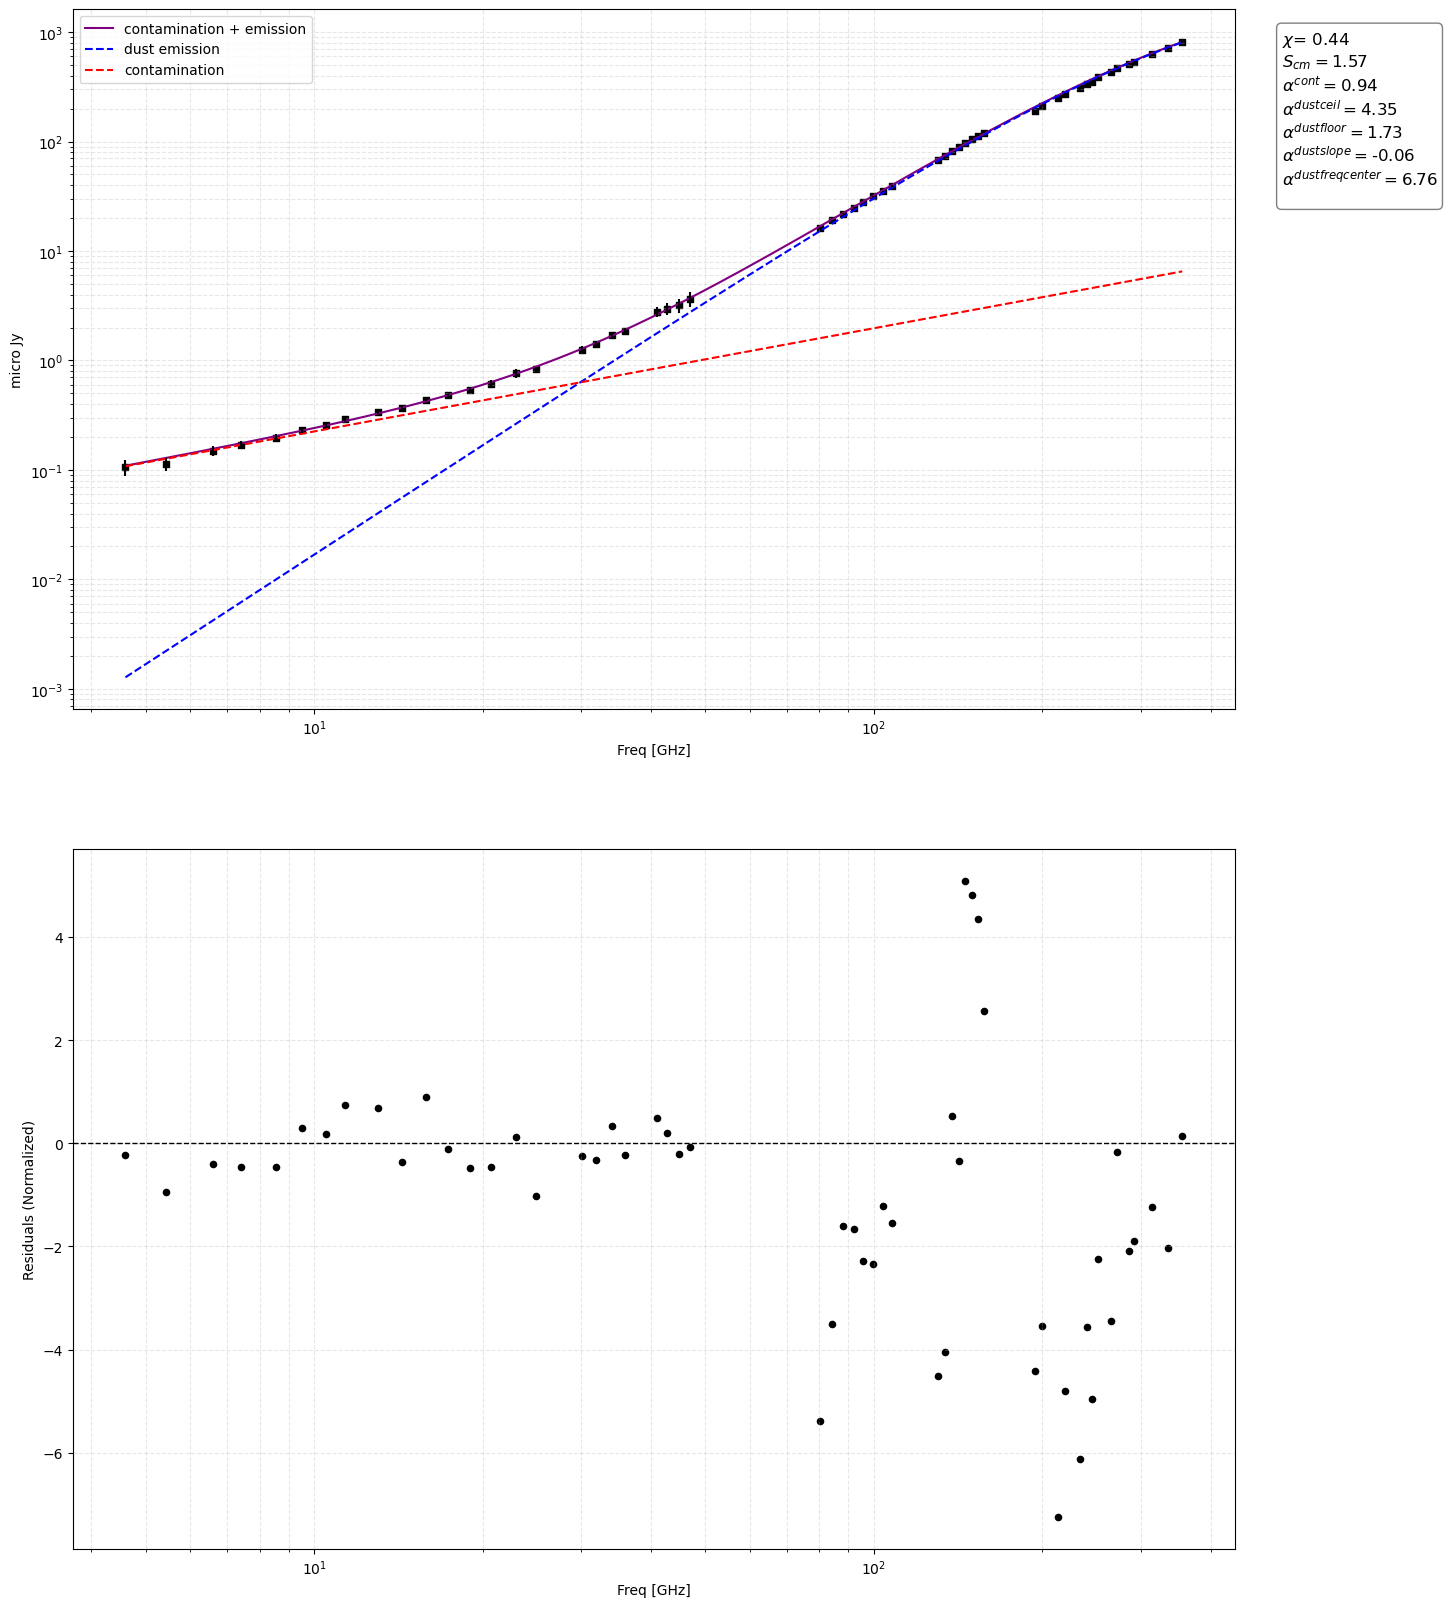 contamination + emission
dust emission
contamination
χ= 0.44
S_{cm} = 1.57
α^{cont} = 0.94
α^{dustceil} = 4.35
α^{dustfloor} = 1.73
α^{dustslope} = -0.06
α^{dustfreqcenter} = 6.76
micro Jy
10^3
10^2
10^1
10^0
10^{-1}
10^{-2}
10^{-3}
10^1
10^2
Freq [GHz]
Residuals (Normalized)
4
2
0
−2
−4
−6
10^1
10^2
Freq [GHz]